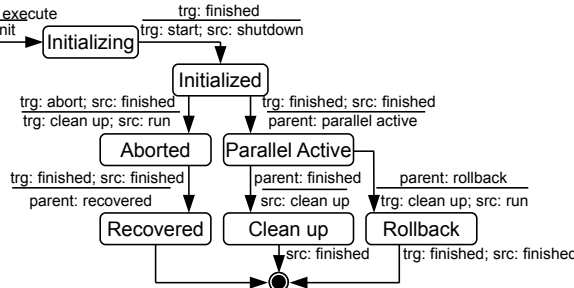 execute
nit
Initializing
trg: finished
trg: start; src: shutdown
Initialized
trg: abort; src: finished
trg: clean up; src: run
trg: finished; src: finished
parent: parallel active
Aborted
Parallel Active
trg: finished; src: finished
parent: recovered
parent: finished
src: clean up
parent: rollback
trg: clean up; src: run
Recovered
Clean up
Rollback
src: finished
trg: finished; src: finished